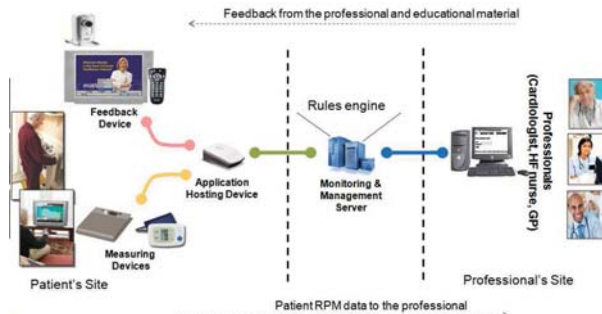 Feedback from the professional and educational material
Rules engine
Feedback
Device
Application
Hosting Device
Monitoring &
Management
Server
Professionals
(Cardiologist, HF nurse, GP)
Measuring
Devices
Patient's Site
Professional's Site
Patient RPM data to the professional